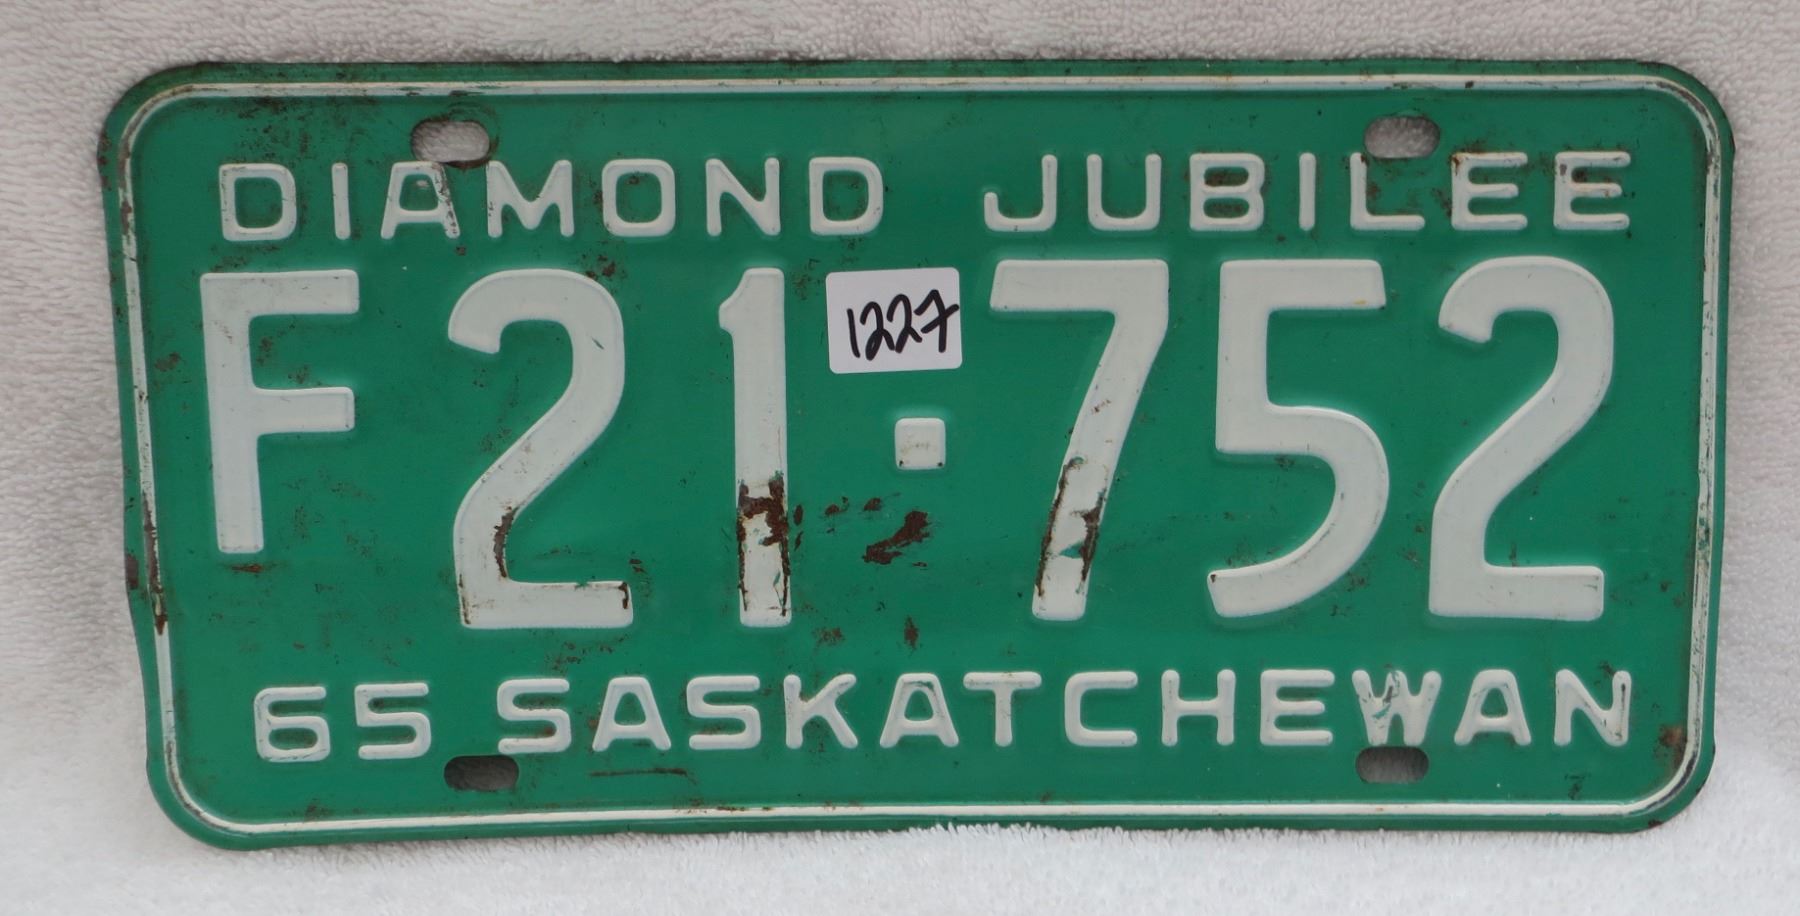 DIAMOND JUBILEE
1227
F21·752
65 SASKATCHEWAN